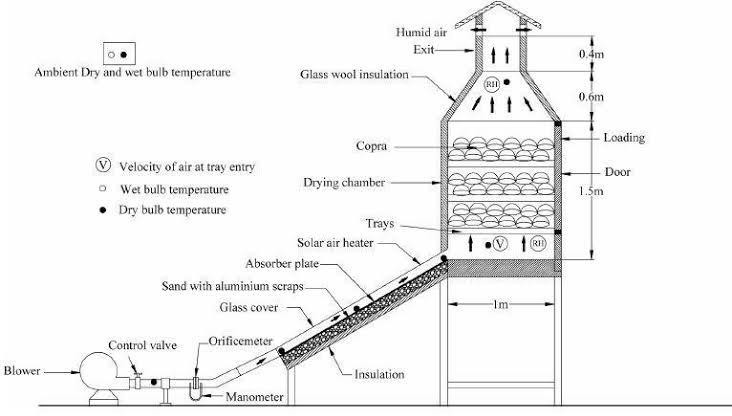 Humid air
Exit
0.4m
Ambient Dry and wet bulb temperature
Glass wool insulation
RH
0.6m
Loading
Copra
V Velocity of air at tray entry
Wet bulb temperature
Dry bulb temperature
Drying chamber
Door
1.5m
Trays
Solar air heater
V
RH
Absorber plate
Sand with aluminium scraps
Glass cover
1m
Control valve
Orificemeter
Blower
Insulation
Manometer